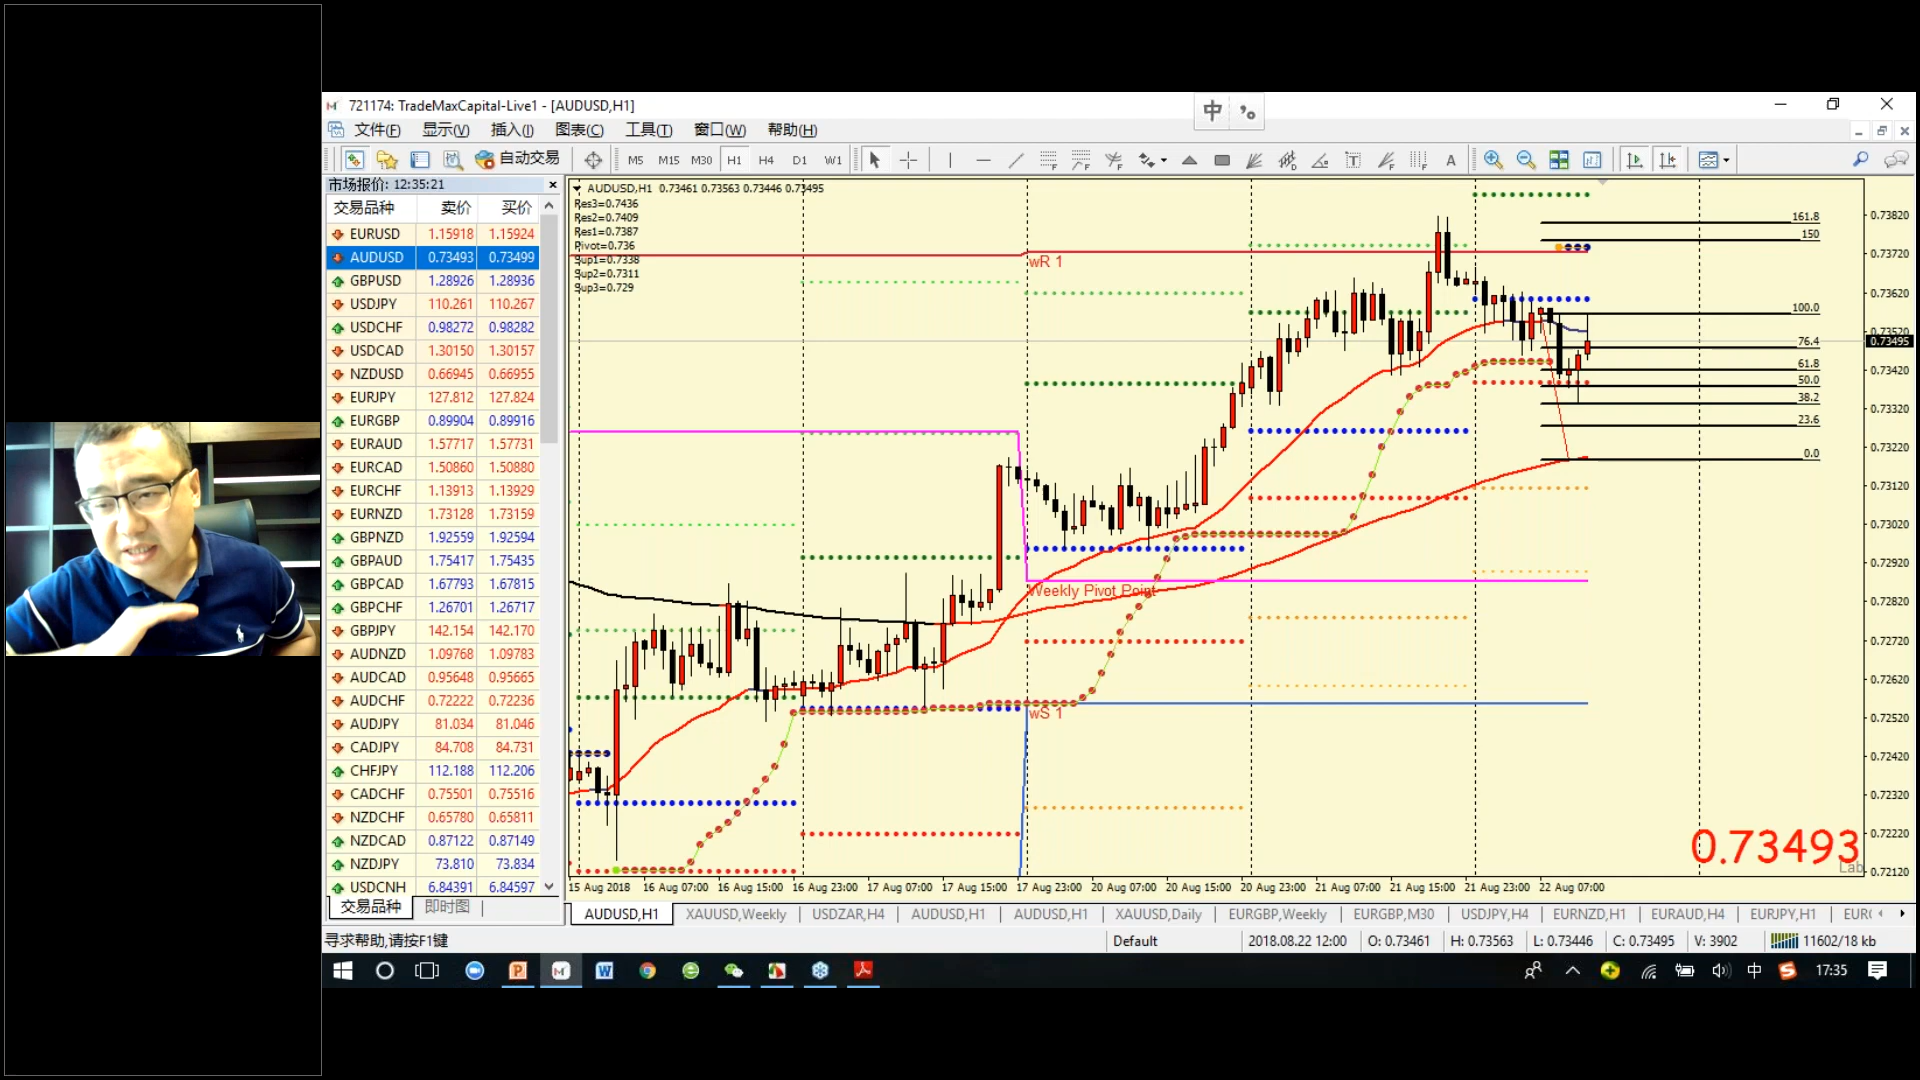 721174: TradeMaxCapital-Live1 - [AUDUSD,H1]
中 °,
文件(F) 显示(V) 插入(I) 图表(C) 工具(T) 窗口(W) 帮助(H)
自动交易 M5 M15 M30 H1 H4 D1 W1 A
市场报价: 12:35:21
交易品种 卖价 买价
EURUSD 1.15918 1.15924
AUDUSD 0.73493 0.73499
GBPUSD 1.28926 1.28936
USDJPY 110.261 110.267
USDCHF 0.98272 0.98282
USDCAD 1.30150 1.30157
NZDUSD 0.66945 0.66955
EURJPY 127.812 127.824
EURGBP 0.89904 0.89916
EURAUD 1.57717 1.57731
EURCAD 1.50860 1.50880
EURCHF 1.13913 1.13929
EURNZD 1.73128 1.73159
GBPNZD 1.92559 1.92594
GBPAUD 1.75417 1.75435
GBPCAD 1.67793 1.67815
GBPCHF 1.26701 1.26717
GBPJPY 142.154 142.170
AUDNZD 1.09768 1.09783
AUDCAD 0.95648 0.95665
AUDCHF 0.72222 0.72236
AUDJPY 81.034 81.046
CADJPY 84.708 84.731
CHFJPY 112.188 112.206
CADCHF 0.75501 0.75516
NZDCHF 0.65780 0.65811
NZDCAD 0.87122 0.87149
NZDJPY 73.810 73.834
USDCNH 6.84391 6.84597
交易品种 即时图
AUDUSD,H1 0.73461 0.73563 0.73446 0.73495
Res3=0.7436
Res2=0.7409
Res1=0.7387
Pivot=0.736
Sup1=0.7338
Sup2=0.7311
Sup3=0.729
wR 1
Weekly Pivot Point
wS 1
161.8
150
100.0
76.4
61.8
50.0
38.2
23.6
0.0
0.73820
0.73720
0.73620
0.73520
0.73495
0.73420
0.73320
0.73220
0.73120
0.73020
0.72920
0.72820
0.72720
0.72620
0.72520
0.72420
0.72320
0.72220
0.72120
0.73493
Lab
15 Aug 2018 16 Aug 07:00 16 Aug 15:00 16 Aug 23:00 17 Aug 07:00 17 Aug 15:00 17 Aug 23:00 20 Aug 07:00 20 Aug 15:00 20 Aug 23:00 21 Aug 07:00 21 Aug 15:00 21 Aug 23:00 22 Aug 07:00
AUDUSD,H1 XAUUSD,Weekly USDZAR,H4 AUDUSD,H1 AUDUSD,H1 XAUUSD,Daily EURGBP,Weekly EURGBP,M30 USDJPY,H4 EURNZD,H1 EURAUD,H4 EURJPY,H1
寻求帮助,请按F1键 Default 2018.08.22 12:00 O: 0.73461 H: 0.73563 L: 0.73446 C: 0.73495 V: 3902 11602/18 kb
中 17:35